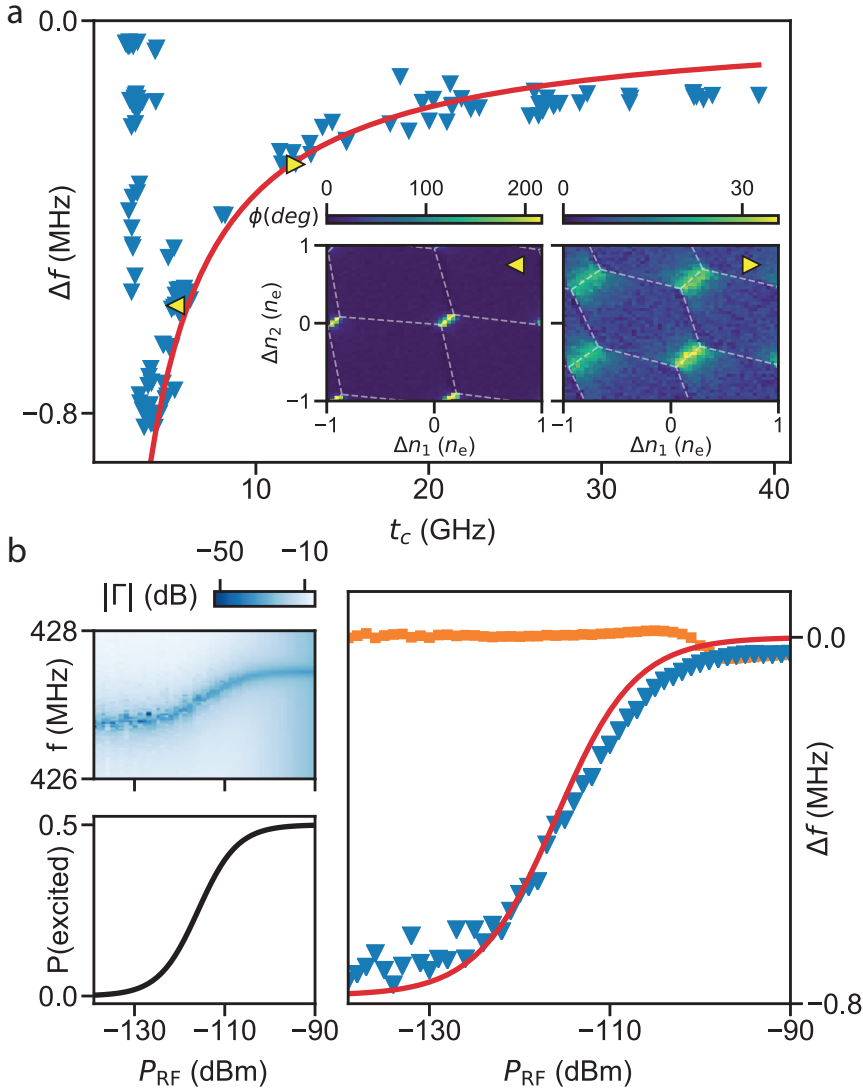 a
0.0
−0.8
Δf (MHz)
0 100 200
0 30
ϕ(deg)
1
0
−1
Δn₂ (nₑ)
−1 0 1
−1 0 1
Δn₁ (nₑ)
Δn₁ (nₑ)
10 20 30 40
t_c (GHz)
b
−50 −10
|Γ| (dB)
428
426
f (MHz)
0.5
0.0
P(excited)
−130 −110 −90
P_RF (dBm)
0.0
−0.8
Δf (MHz)
−130 −110 −90
P_RF (dBm)